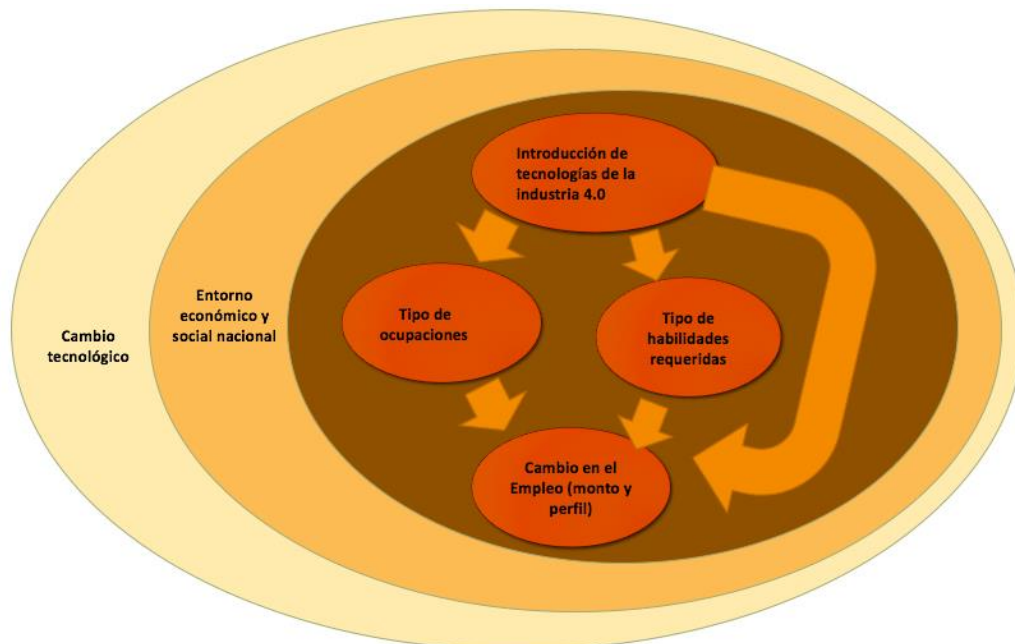 Introducción de
tecnologías de la
industria 4.0
Entorno
económico y
social nacional
Cambio
tecnológico
Tipo de
ocupaciones
Tipo de
habilidades
requeridas
Cambio en el
Empleo (monto y
perfil)